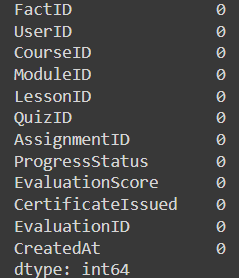 FactID 0
UserID 0
CourseID 0
ModuleID 0
LessonID 0
QuizID 0
AssignmentID 0
ProgressStatus 0
EvaluationScore 0
CertificateIssued 0
EvaluationID 0
CreatedAt 0
dtype: int64